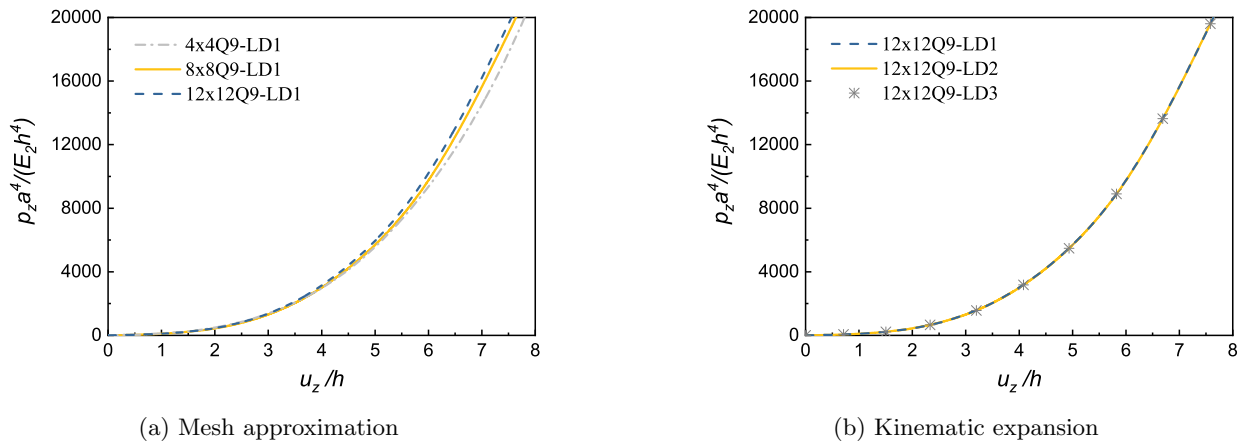 20000
16000
12000
8000
4000
0
0 1 2 3 4 5 6 7 8
p_z a^4/(E_2h^4)
u_z/h
4x4Q9-LD1
8x8Q9-LD1
12x12Q9-LD1
(a) Mesh approximation
20000
16000
12000
8000
4000
0
0 1 2 3 4 5 6 7 8
p_z a^4/(E_2h^4)
u_z/h
12x12Q9-LD1
12x12Q9-LD2
12x12Q9-LD3
(b) Kinematic expansion